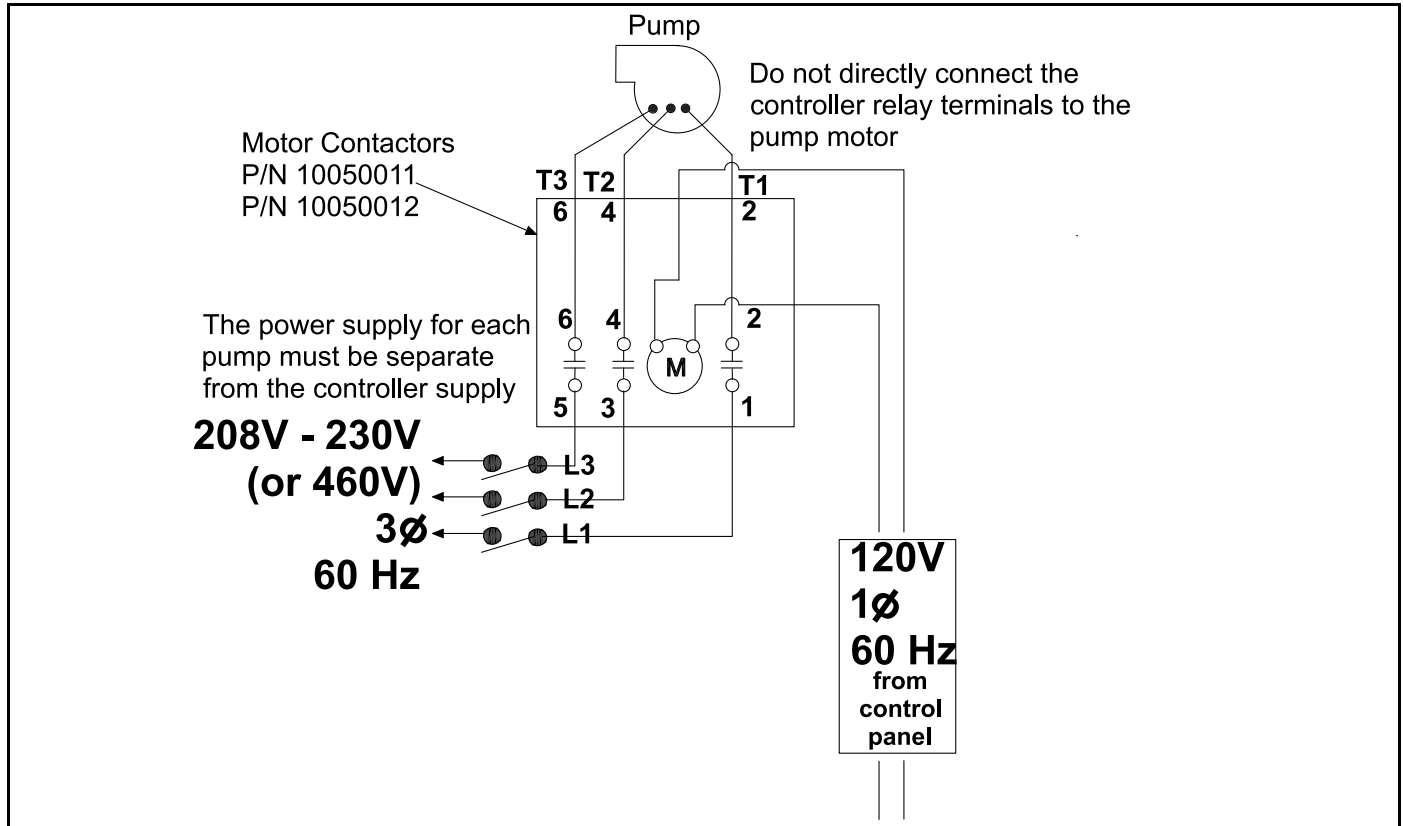 Pump
Do not directly connect the
controller relay terminals to the
pump motor
Motor Contactors
P/N 10050011
P/N 10050012
T3 T2 T1
6 4 2
The power supply for each
pump must be separate
from the controller supply
6 4 2
M
5 3 1
208V - 230V
(or 460V)
3ø
60 Hz
L3
L2
L1
120V
1ø
60 Hz
from
control
panel